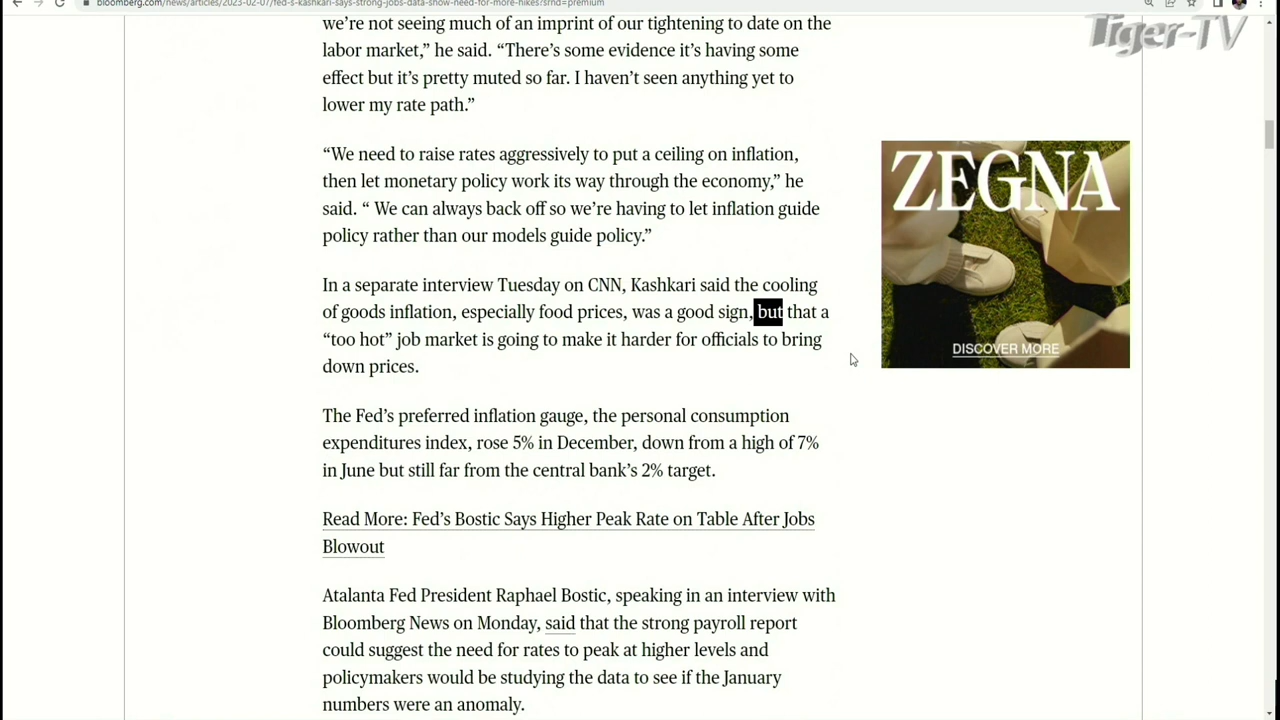 bloomberg.com/news/articles/2023-02-07/fed-s-kashkari-says-strong-jobs-data-show-need-for-more-hikes?srnd=premium
Tiger-TV
we’re not seeing much of an imprint of our tightening to date on the
labor market,” he said. “There’s some evidence it’s having some
effect but it’s pretty muted so far. I haven’t seen anything yet to
lower my rate path.”
“We need to raise rates aggressively to put a ceiling on inflation,
then let monetary policy work its way through the economy,” he
said. “ We can always back off so we’re having to let inflation guide
policy rather than our models guide policy.”
In a separate interview Tuesday on CNN, Kashkari said the cooling
of goods inflation, especially food prices, was a good sign, but that a
“too hot” job market is going to make it harder for officials to bring
down prices.
The Fed’s preferred inflation gauge, the personal consumption
expenditures index, rose 5% in December, down from a high of 7%
in June but still far from the central bank’s 2% target.
Read More: Fed’s Bostic Says Higher Peak Rate on Table After Jobs
Blowout
Atalanta Fed President Raphael Bostic, speaking in an interview with
Bloomberg News on Monday, said that the strong payroll report
could suggest the need for rates to peak at higher levels and
policymakers would be studying the data to see if the January
numbers were an anomaly.
ZEGNA
DISCOVER MORE